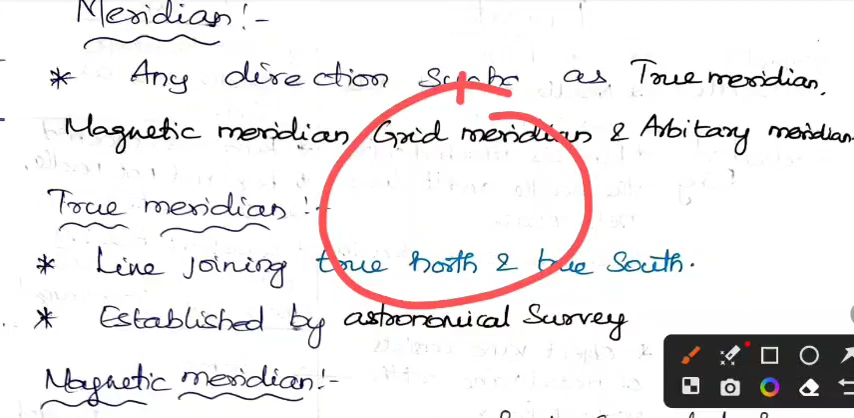 Meridian:-
* Any direction such as True meridian,
Magnetic meridian, Grid meridian & Arbitary meridian
True meridian :-
* Line joining true north & true South.
* Established by astronomical Survey
Magnetic meridian:-